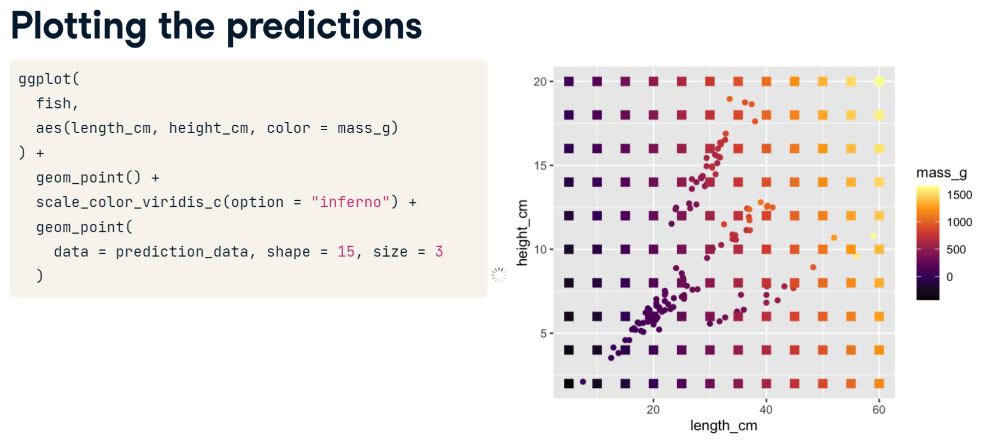 Plotting the predictions
ggplot(
  fish,
  aes(length_cm, height_cm, color = mass_g)
) +
  geom_point() +
  scale_color_viridis_c(option = "inferno") +
  geom_point(
    data = prediction_data, shape = 15, size = 3
  )
20
15
10
5
height_cm
20 40 60
length_cm
mass_g
1500
1000
500
0